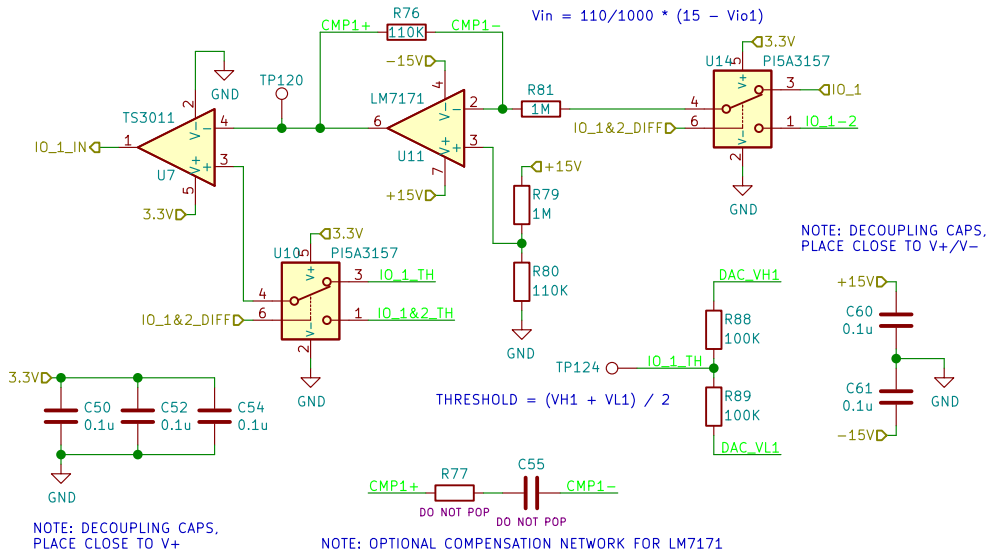 Vin = 110/1000 * (15 - Vio1)
R76
CMP1+
110K
CMP1-
3.3V
-15V
U14
PI5A3157
5
V+
GND
TP120
2
V-
4
LM7171
V-
2
R81
1M
4
3
IO_1
TS3011
4
6
IO_1&2_DIFF
6
1
IO_1-2
IO_1_IN
1
U11
3
V-
2
U7
V+
3
V+
7
+15V
5
+15V
R79
1M
GND
3.3V
3.3V
U10
PI5A3157
5
V+
NOTE: DECOUPLING CAPS,
PLACE CLOSE TO V+/V-
4
3
IO_1_TH
R80
110K
DAC_VH1
+15V
IO_1&2_DIFF
6
1
IO_1&2_TH
V-
2
R88
100K
C60
0.1u
GND
TP124
IO_1_TH
3.3V
GND
GND
C50
0.1u
C52
0.1u
C54
0.1u
THRESHOLD = (VH1 + VL1) / 2
R89
100K
C61
0.1u
-15V
DAC_VL1
GND
R77
C55
CMP1+
CMP1-
DO NOT POP
DO NOT POP
NOTE: DECOUPLING CAPS,
PLACE CLOSE TO V+
NOTE: OPTIONAL COMPENSATION NETWORK FOR LM7171